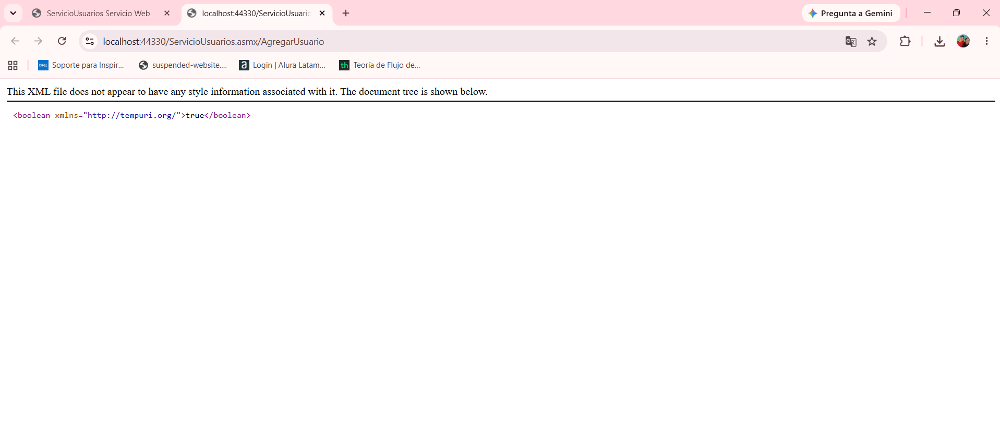 ServicioUsuarios Servicio Web
localhost:44330/ServicioUsuaric
Pregunta a Gemini
localhost:44330/ServicioUsuarios.asmx/AgregarUsuario
DELL Soporte para Inspir...
suspended-website....
a Login | Alura Latam...
th Teoría de Flujo de...
This XML file does not appear to have any style information associated with it. The document tree is shown below.
<boolean xmlns="http://tempuri.org/">true</boolean>